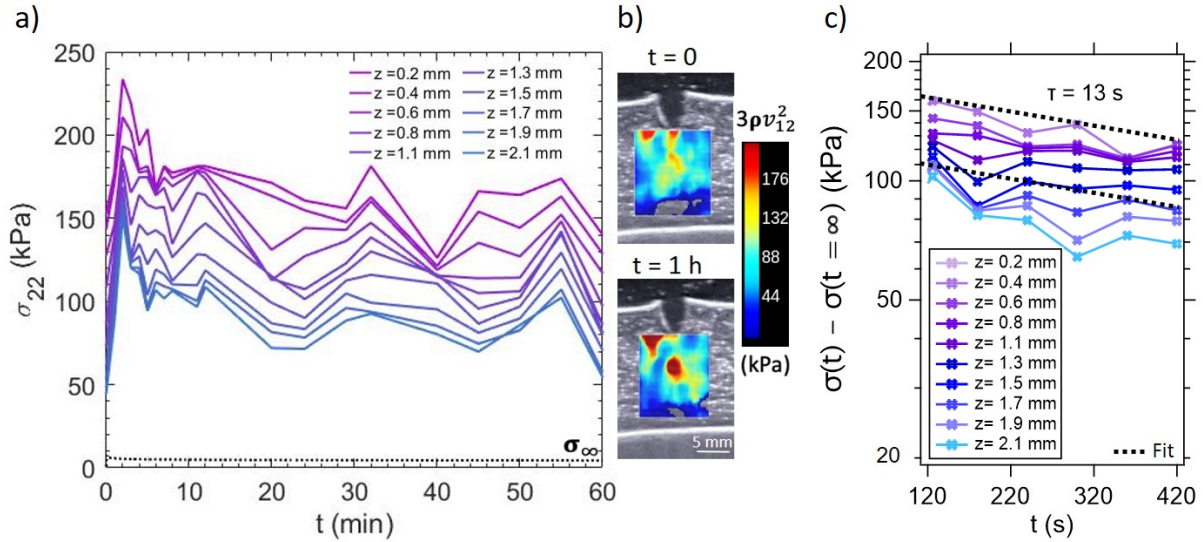 a)
b)
c)
250
200
150
100
50
0
σ22 (kPa)
z = 0.2 mm
z = 0.4 mm
z = 0.6 mm
z = 0.8 mm
z = 1.1 mm
z = 1.3 mm
z = 1.5 mm
z = 1.7 mm
z = 1.9 mm
z = 2.1 mm
σ∞
0 10 20 30 40 50 60
t (min)
t = 0
t = 1 h
5 mm
3ρv₁₂²
176
132
88
44
(kPa)
200
150
100
50
20
σ(t) − σ(t = ∞) (kPa)
τ = 13 s
z= 0.2 mm
z= 0.4 mm
z= 0.6 mm
z= 0.8 mm
z= 1.1 mm
z= 1.3 mm
z= 1.5 mm
z= 1.7 mm
z= 1.9 mm
z= 2.1 mm
Fit
120 220 320 420
t (s)